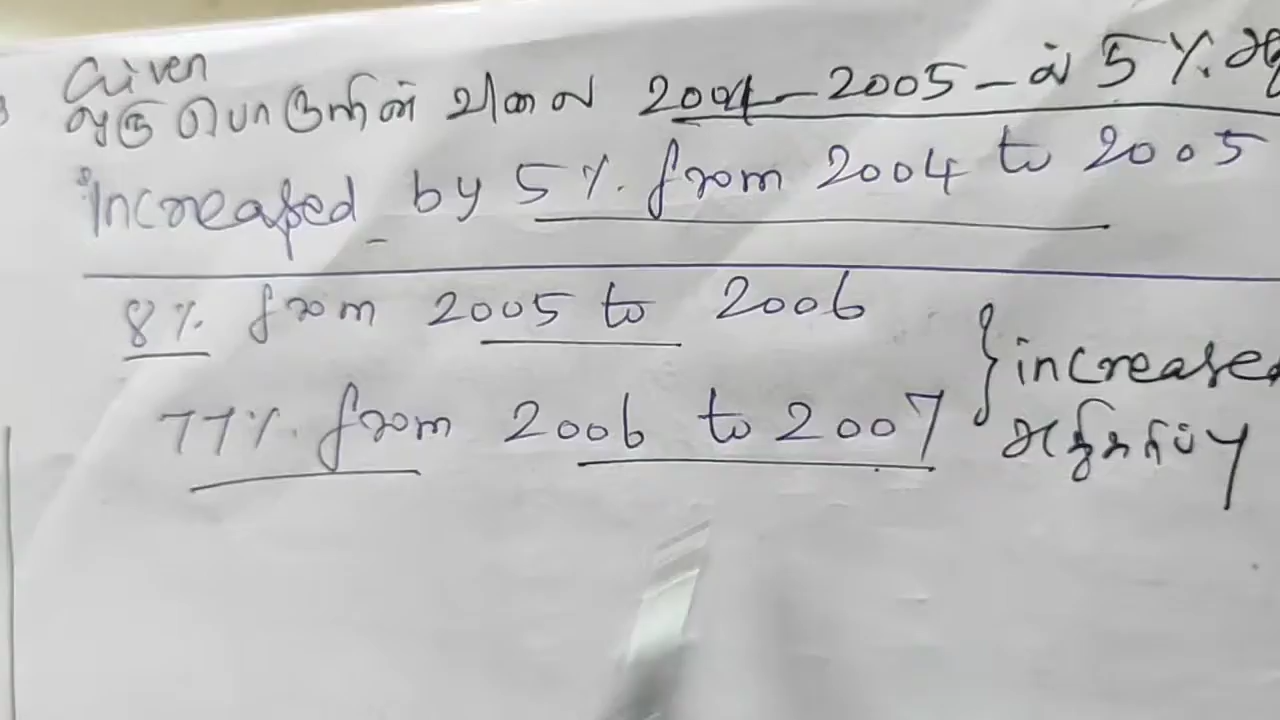 Given
ஒரு பொருளின் விலை 2004-2005-ல் 5%
Increased by 5% from 2004 to 2005
8% from 2005 to 2006
77% from 2006 to 2007 } increased
அதிகரிப்பு